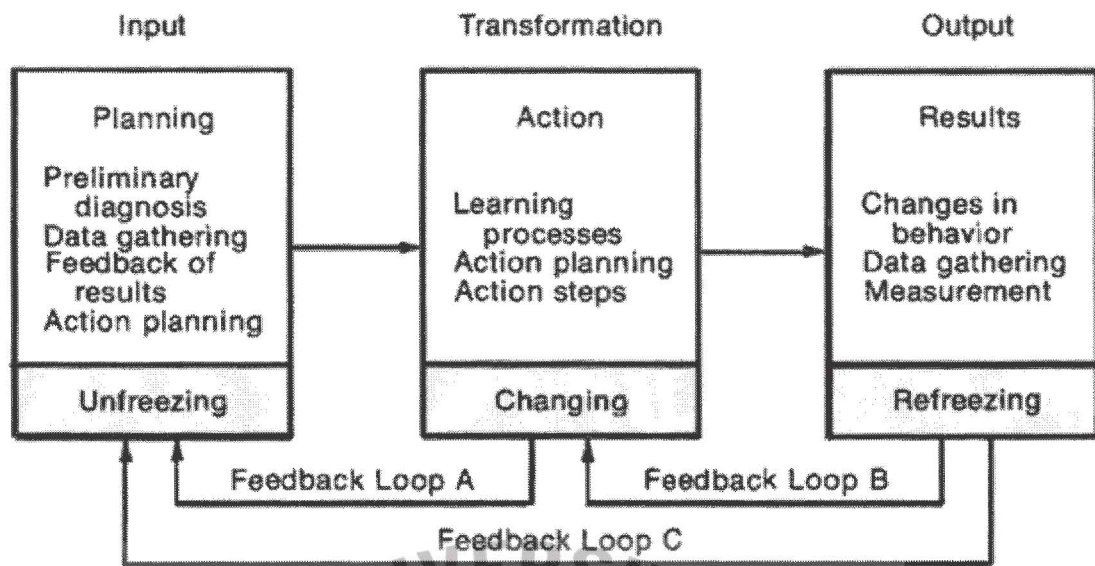 Input
Transformation
Output
Planning
Preliminary
diagnosis
Data gathering
Feedback of
results
Action planning
Unfreezing
Action
Learning
processes
Action planning
Action steps
Changing
Results
Changes in
behavior
Data gathering
Measurement
Refreezing
Feedback Loop A
Feedback Loop B
Feedback Loop C